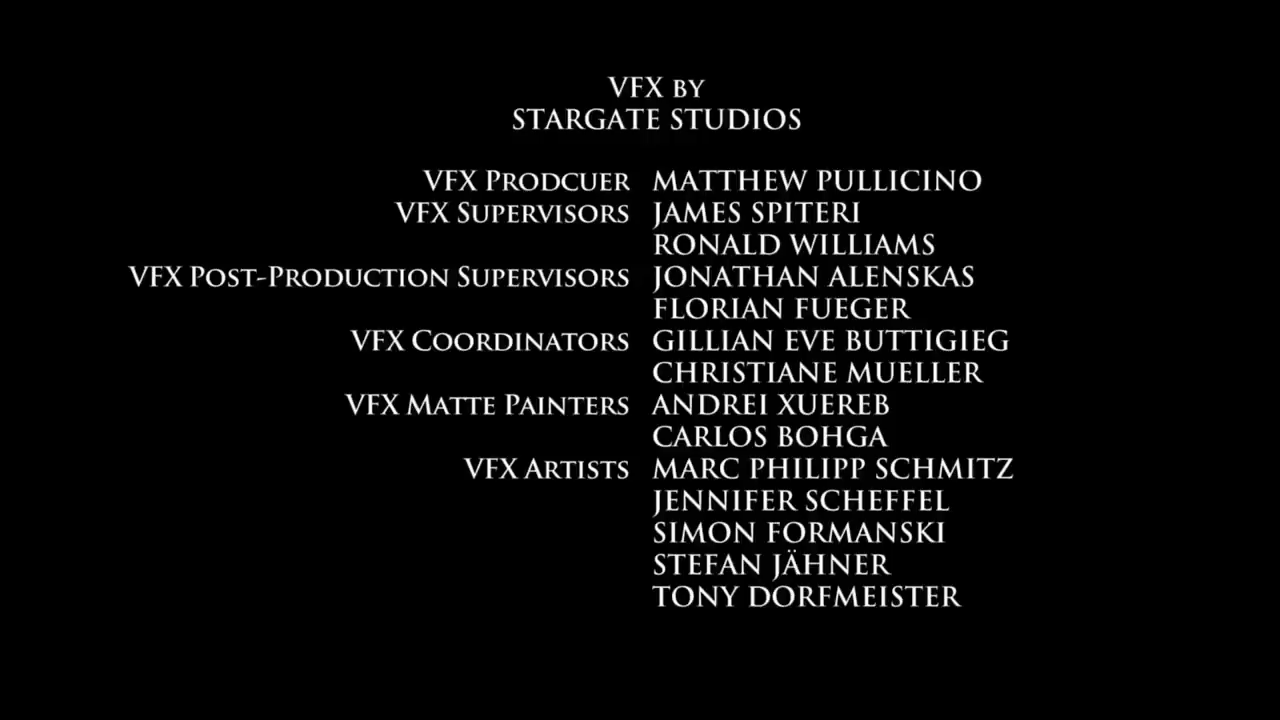 VFX BY
STARGATE STUDIOS
VFX PRODCUER MATTHEW PULLICINO
VFX SUPERVISORS JAMES SPITERI
RONALD WILLIAMS
VFX POST-PRODUCTION SUPERVISORS JONATHAN ALENSKAS
FLORIAN FUEGER
VFX COORDINATORS GILLIAN EVE BUTTIGIEG
CHRISTIANE MUELLER
VFX MATTE PAINTERS ANDREI XUEREB
CARLOS BOHGA
VFX ARTISTS MARC PHILIPP SCHMITZ
JENNIFER SCHEFFEL
SIMON FORMANSKI
STEFAN JÄHNER
TONY DORFMEISTER